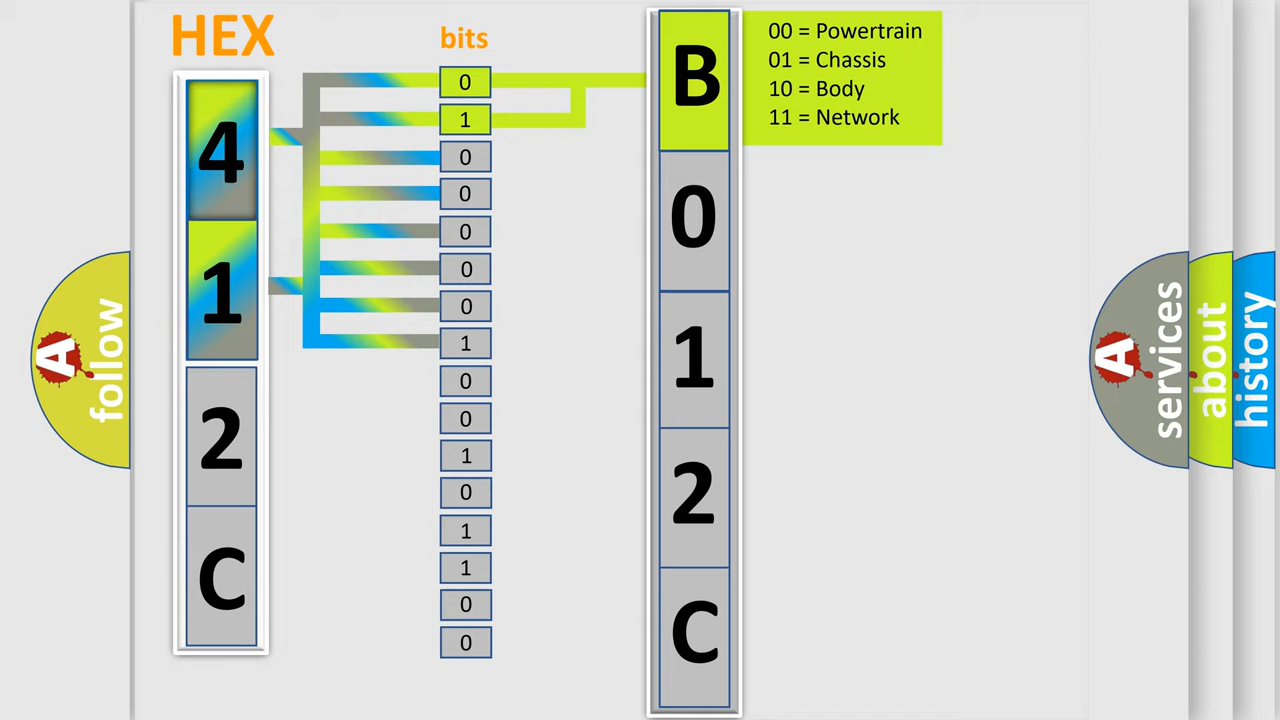 HEX
4
1
2
C
bits
0
1
0
0
0
0
0
1
0
0
1
0
1
1
0
0
B
0
1
2
C
00 = Powertrain
01 = Chassis
10 = Body
11 = Network
A follow
A services
about
history